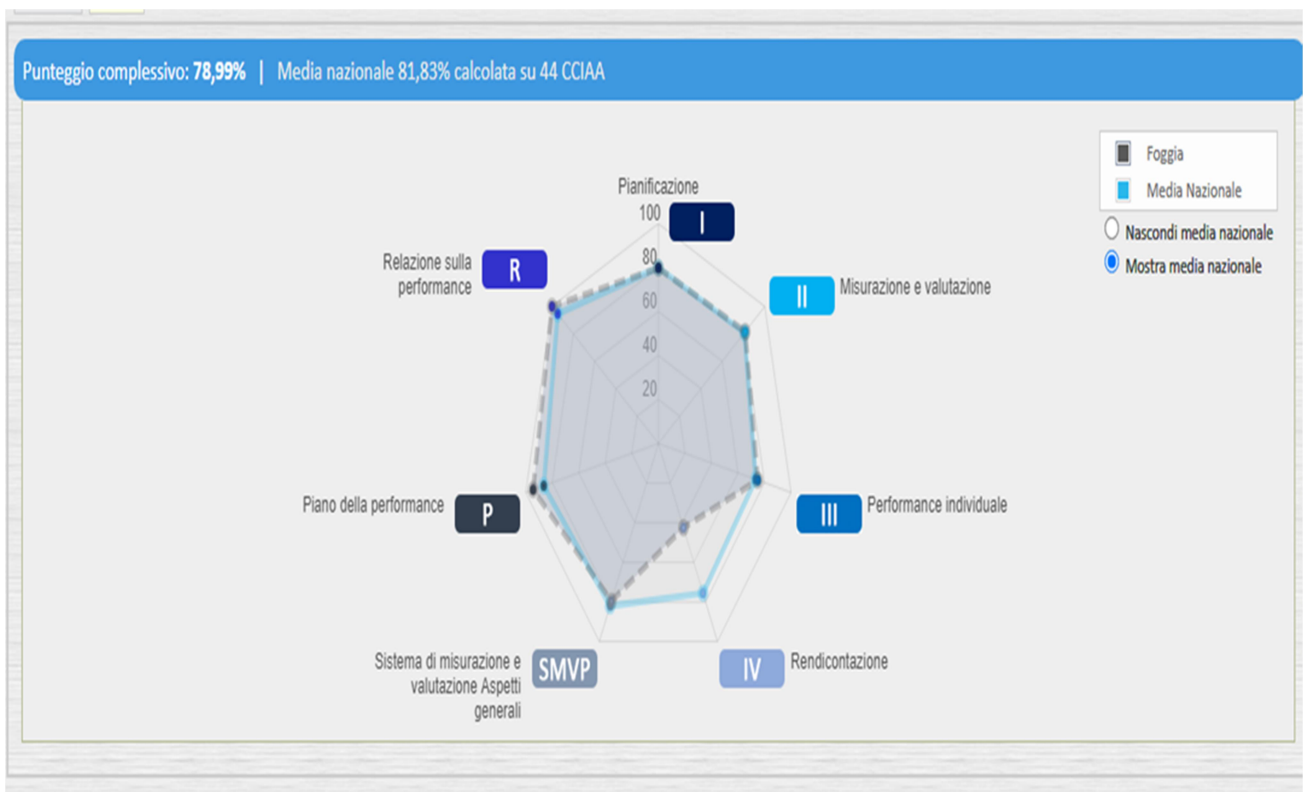 Punteggio complessivo: 78,99% | Media nazionale 81,83% calcolata su 44 CCIAA
Foggia
Media Nazionale
Nascondi media nazionale
Mostra media nazionale
Pianificazione
I
100
80
60
40
20
Relazione sulla
performance
R
II
Misurazione e valutazione
Piano della performance
P
III
Performance individuale
Sistema di misurazione e
valutazione Aspetti
generali
SMVP
IV
Rendicontazione